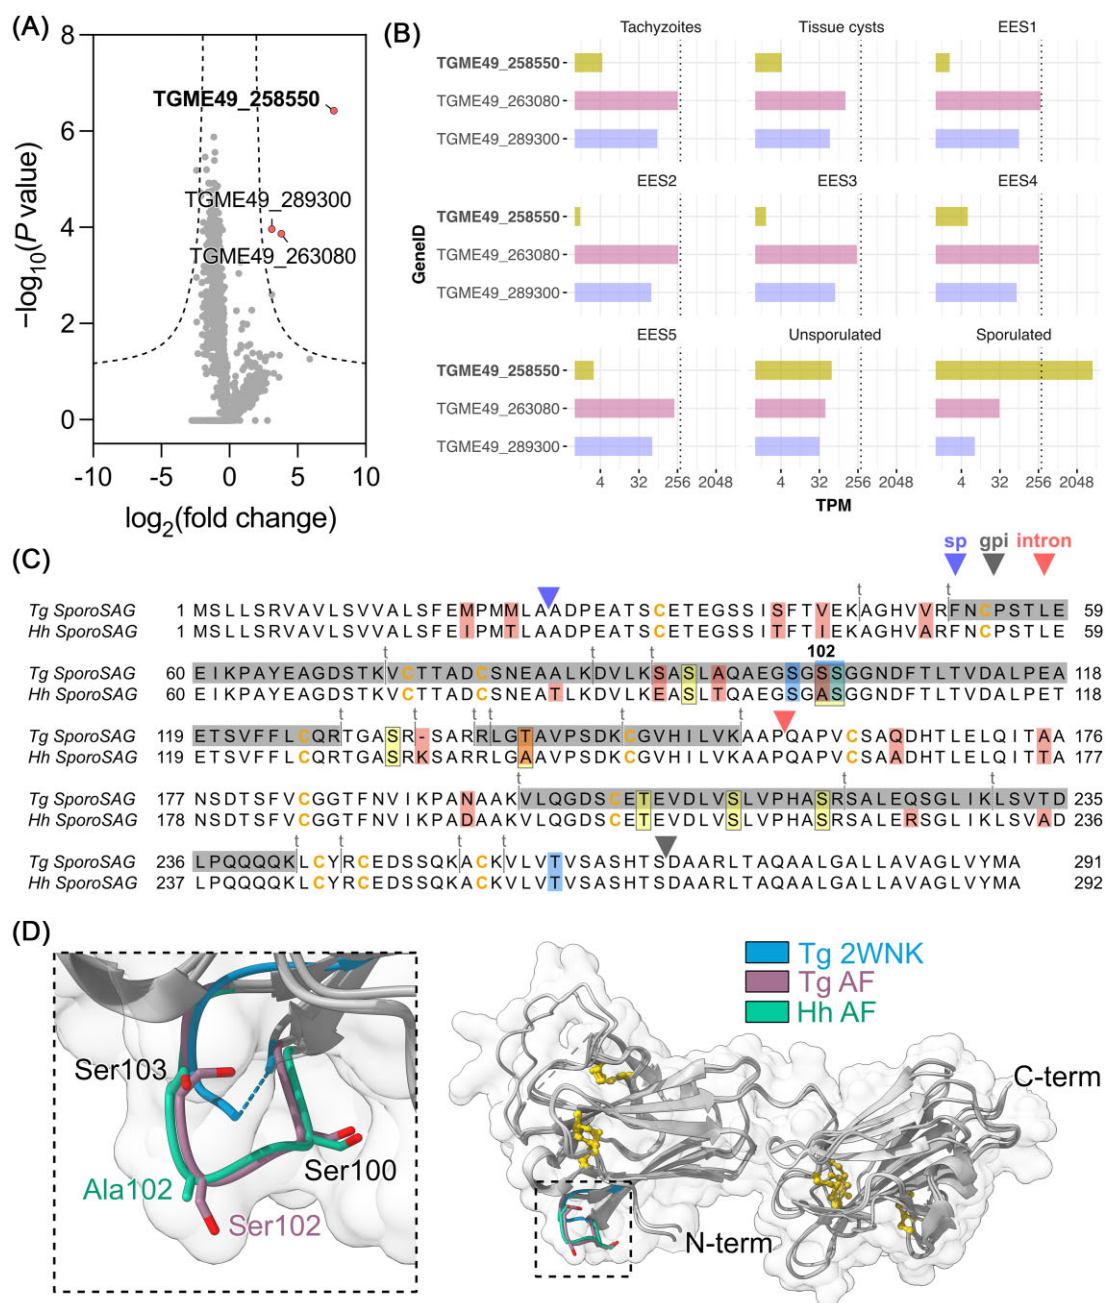 (A)
8
6
4
2
0
-10
-5
0
5
10
−log10(P value)
log2(fold change)
TGME49_258550
TGME49_289300
TGME49_263080
(B)
Tachyzoites
Tissue cysts
EES1
TGME49_258550
TGME49_263080
TGME49_289300
EES2
EES3
EES4
GeneID
TGME49_258550
TGME49_263080
TGME49_289300
EES5
Unsporulated
Sporulated
TGME49_258550
TGME49_263080
TGME49_289300
4 32 256 2048
4 32 256 2048
4 32 256 2048
TPM
(C)
sp gpi intron
t t
Tg SporoSAG 1 MSLLSRVAVLSVVALSFEMPMMLAADPEATSCETEGSSISFTVEKAGHVVRFNCPSTLE 59
Hh SporoSAG 1 MSLLSRVAVLSVVALSFEIPMTLAADPEATSCETEGSSITFTIEKAGHVARFNCPSTLE 59
t t t 102
Tg SporoSAG 60 EIKPAYEAGDSTKVCTTADCSNEAALKDVLKSASLAQAEGSGSSGGNDFTLTVDALPEA 118
Hh SporoSAG 60 EIKPAYEAGDSTKVCTTADCSNEATLKDVLKEASLTQAEGSGASGGNDFTLTVDALPET 118
t t t t t t
Tg SporoSAG 119 ETSVFFLCQRTGASR-SARRLGTAVPSDKCGVHILVKAAPQAPVCSAQDHTLELQITAA 176
Hh SporoSAG 119 ETSVFFLCQRTGASRKSARRLGAAVPSDKCGVHILVKAAPQAPVCSAADHTLELQITTA 177
t t t
Tg SporoSAG 177 NSDTSFVCGGTFNVIKPANAAKVLQGDSCETEVDLVSLVPHASRSALEQSGLIKLSVTD 235
Hh SporoSAG 178 NSDTSFVCGGTFNVIKPADAAKVLQGDSCETEVDLVSLVPHASRSALERSGLIKLSVAD 236
t t t t
Tg SporoSAG 236 LPQQQQKLCYRCEDSSQKACKVLVTVSASHTSDAARLTAQAALGALLAVAGLVYMA 291
Hh SporoSAG 237 LPQQQQKLCYRCEDSSQKACKVLVTVSASHTSDAARLTAQAALGALLAVAGLVYMA 292
(D)
Ser103
Ser100
Ala102
Ser102
Tg 2WNK
Tg AF
Hh AF
C-term
N-term